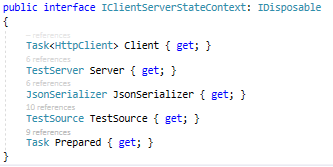 public interface IClientServerStateContext: IDisposable
{
– references
Task<HttpClient> Client { get; }
6 references
TestServer Server { get; }
6 references
JsonSerializer JsonSerializer { get; }
10 references
TestSource TestSource { get; }
9 references
Task Prepared { get; }
}